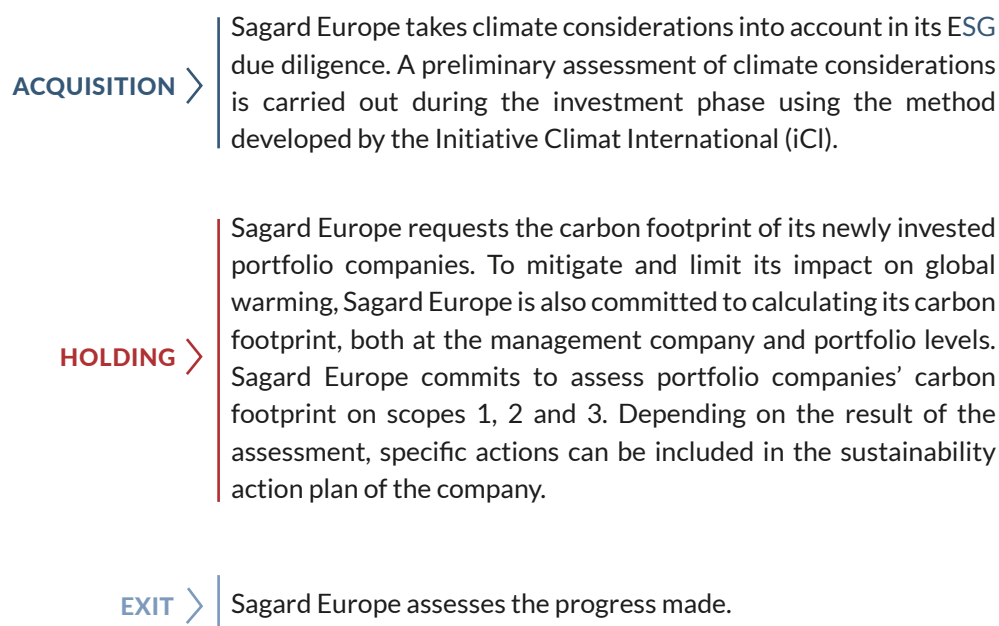 ACQUISITION
Sagard Europe takes climate considerations into account in its ESG
due diligence. A preliminary assessment of climate considerations
is carried out during the investment phase using the method
developed by the Initiative Climat International (iCl).
HOLDING
Sagard Europe requests the carbon footprint of its newly invested
portfolio companies. To mitigate and limit its impact on global
warming, Sagard Europe is also committed to calculating its carbon
footprint, both at the management company and portfolio levels.
Sagard Europe commits to assess portfolio companies’ carbon
footprint on scopes 1, 2 and 3. Depending on the result of the
assessment, specific actions can be included in the sustainability
action plan of the company.
EXIT
Sagard Europe assesses the progress made.